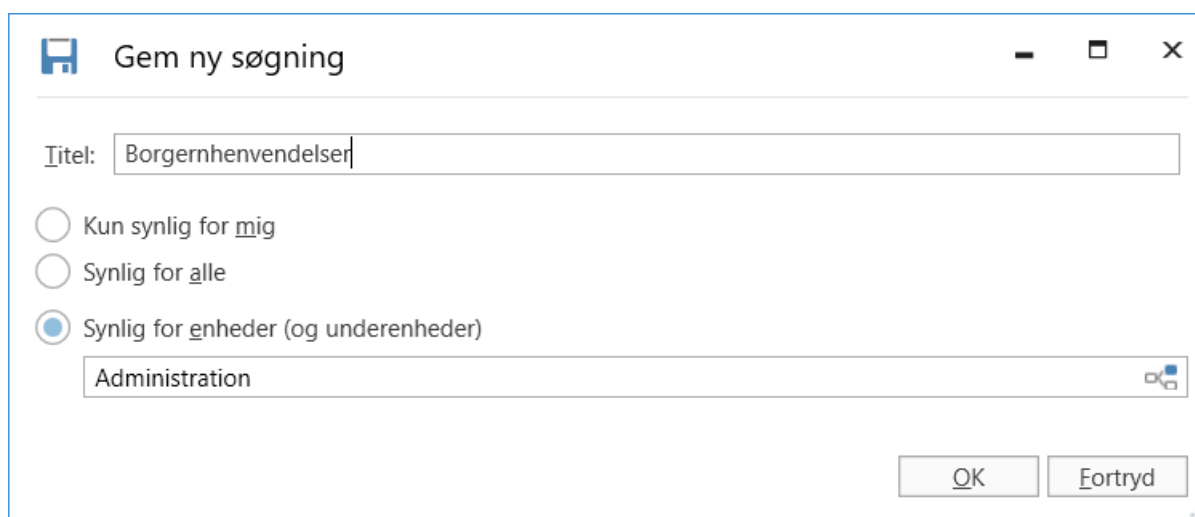 Gem ny søgning
Titel: Borgernhenvendelser
Kun synlig for mig
Synlig for alle
Synlig for enheder (og underenheder)
Administration
OK Fortryd